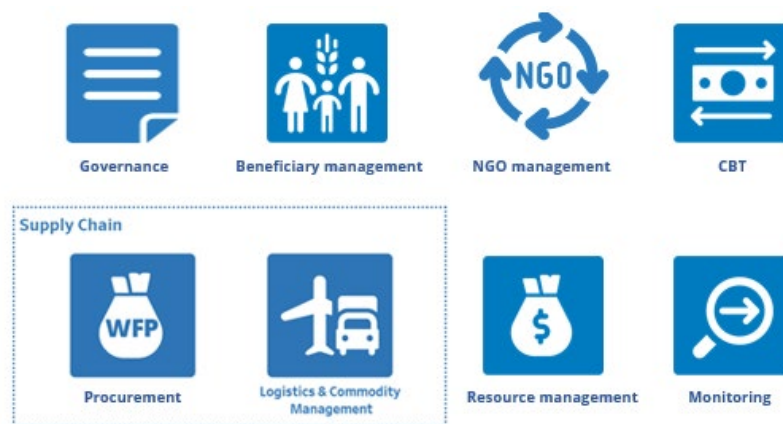 NGO
Governance
Beneficiary management
NGO management
CBT
Supply Chain
WFP
$
Procurement
Logistics & Commodity
Management
Resource management
Monitoring